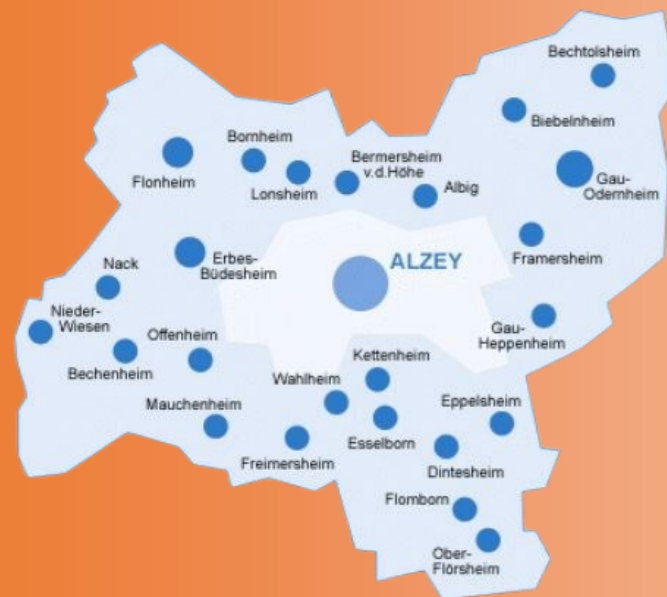 Bechtolsheim
Biebelnheim
Bornheim
Bermersheim
v.d.Höhe
Flonheim
Lonsheim
Albig
Gau-
Odernheim
Erbes-
Büdesheim
ALZEY
Framersheim
Nack
Nieder-
Wiesen
Offenheim
Gau-
Heppenheim
Bechenheim
Kettenheim
Wahlheim
Mauchenheim
Eppelsheim
Esselborn
Freimersheim
Dintesheim
Flomborn
Ober-
Flörsheim